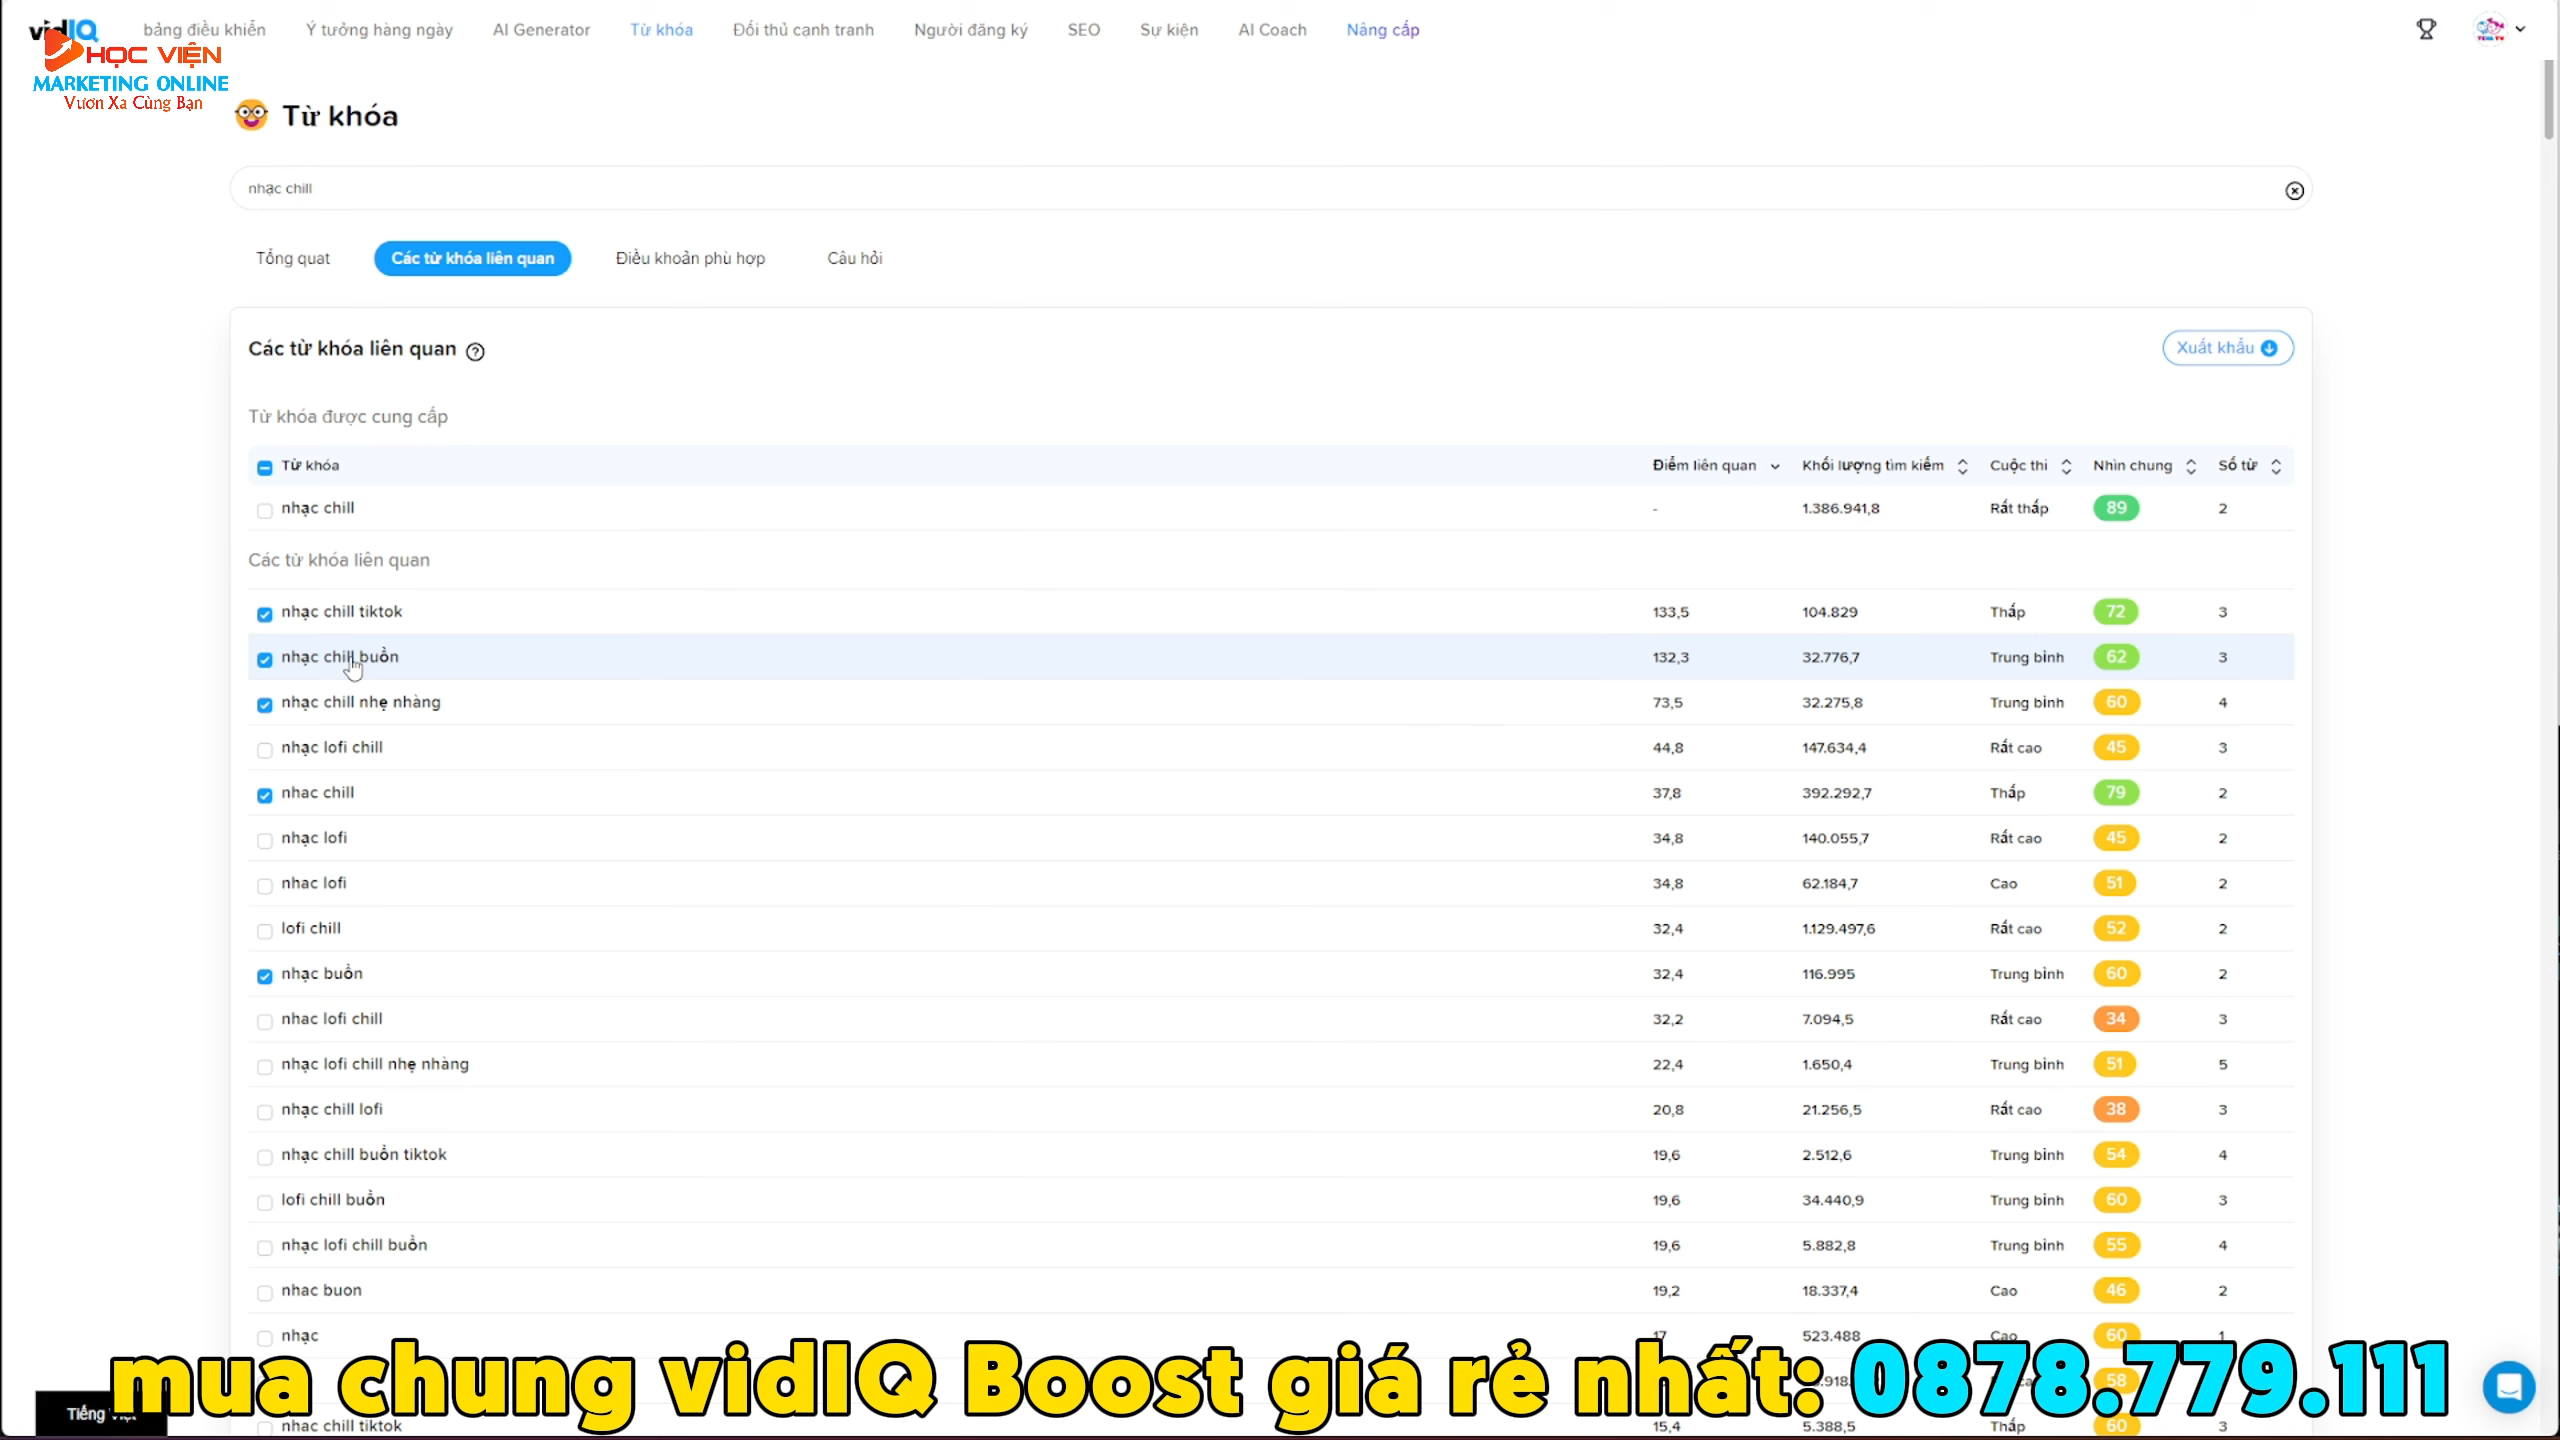 vidIQ bảng điều khiển Ý tưởng hàng ngày AI Generator Từ khóa Đối thủ cạnh tranh Người đăng ký SEO Sự kiện AI Coach Nâng cấp
HỌC VIỆN
MARKETING ONLINE
Vươn Xa Cùng Bạn
Từ khóa
nhạc chill
Tổng quat Các từ khóa liên quan Điều khoản phù hợp Câu hỏi
Các từ khóa liên quan Xuất khẩu
Từ khóa được cung cấp
Từ khóa Điểm liên quan Khối lượng tìm kiếm Cuộc thi Nhìn chung Số từ
nhạc chill - 1.386.941,8 Rất thấp 89 2
Các từ khóa liên quan
nhạc chill tiktok 133,5 104.829 Thấp 72 3
nhạc chill buồn 132,3 32.776,7 Trung bình 62 3
nhạc chill nhẹ nhàng 73,5 32.275,8 Trung bình 60 4
nhạc lofi chill 44,8 147.634,4 Rất cao 45 3
nhac chill 37,8 392.292,7 Thấp 79 2
nhạc lofi 34,8 140.055,7 Rất cao 45 2
nhac lofi 34,8 62.184,7 Cao 51 2
lofi chill 32,4 1.129.497,6 Rất cao 52 2
nhạc buồn 32,4 116.995 Trung bình 60 2
nhac lofi chill 32,2 7.094,5 Rất cao 34 3
nhạc lofi chill nhẹ nhàng 22,4 1.650,4 Trung bình 51 5
nhạc chill lofi 20,8 21.256,5 Rất cao 38 3
nhạc chill buồn tiktok 19,6 2.512,6 Trung bình 54 4
lofi chill buồn 19,6 34.440,9 Trung bình 60 3
nhạc lofi chill buồn 19,6 5.882,8 Trung bình 55 4
nhac buon 19,2 18.337,4 Cao 46 2
nhạc 17 523.488 Cao 60 1
mua chung vidIQ Boost giá rẻ nhất: 0878.779.111
58
Tiếng Việt
nhac chill tiktok 15,4 5.388,5 Thấp 60 3